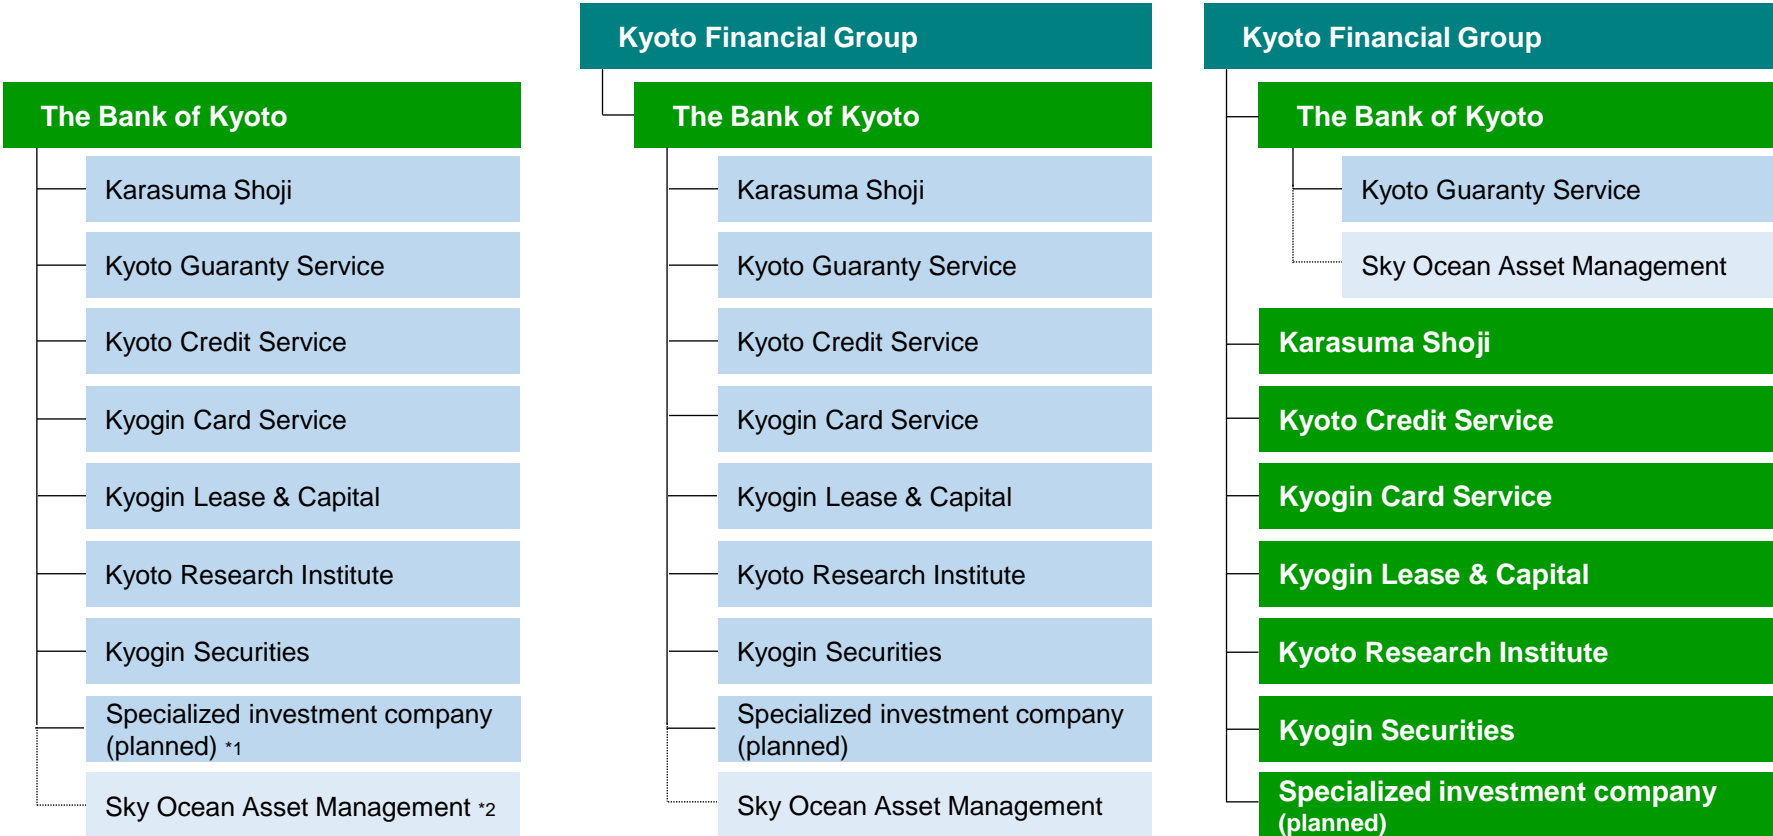 The Bank of Kyoto
Karasuma Shoji
Kyoto Guaranty Service
Kyoto Credit Service
Kyogin Card Service
Kyogin Lease & Capital
Kyoto Research Institute
Kyogin Securities
Specialized investment company
(planned) *1
Sky Ocean Asset Management *2
Kyoto Financial Group
The Bank of Kyoto
Karasuma Shoji
Kyoto Guaranty Service
Kyoto Credit Service
Kyogin Card Service
Kyogin Lease & Capital
Kyoto Research Institute
Kyogin Securities
Specialized investment company
(planned)
Sky Ocean Asset Management
Kyoto Financial Group
The Bank of Kyoto
Kyoto Guaranty Service
Sky Ocean Asset Management
Karasuma Shoji
Kyoto Credit Service
Kyogin Card Service
Kyogin Lease & Capital
Kyoto Research Institute
Kyogin Securities
Specialized investment company
(planned)